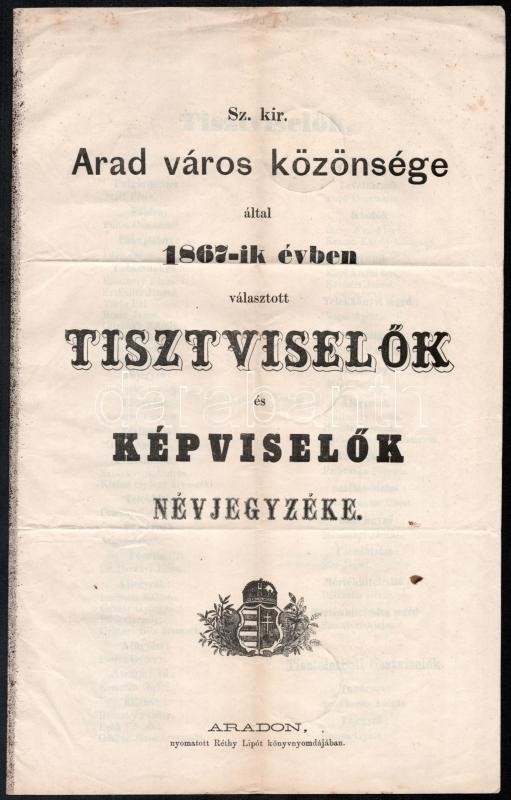 Sz. kir.
Arad város közönsége
által
1867-ik évben
választott
TISZTVISELŐK
darabanth
és
KÉPVISELŐK
NÉVJEGYZÉKE.
ARADON,
nyomatott Réthy Lipót könyvnyomdájában.